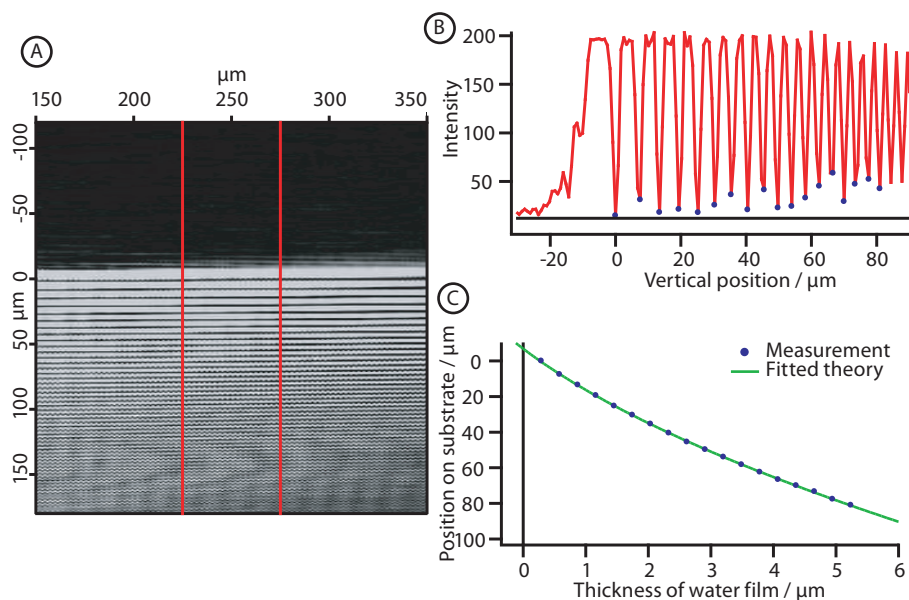 A
µm
150 200 250 300 350
-100
-50
0
µm
50
100
150
B
200
150
100
50
Intensity
-20 0 20 40 60 80
Vertical position / µm
C
Measurement
Fitted theory
0
20
40
60
80
100
Position on substrate / µm
0 1 2 3 4 5 6
Thickness of water film / µm